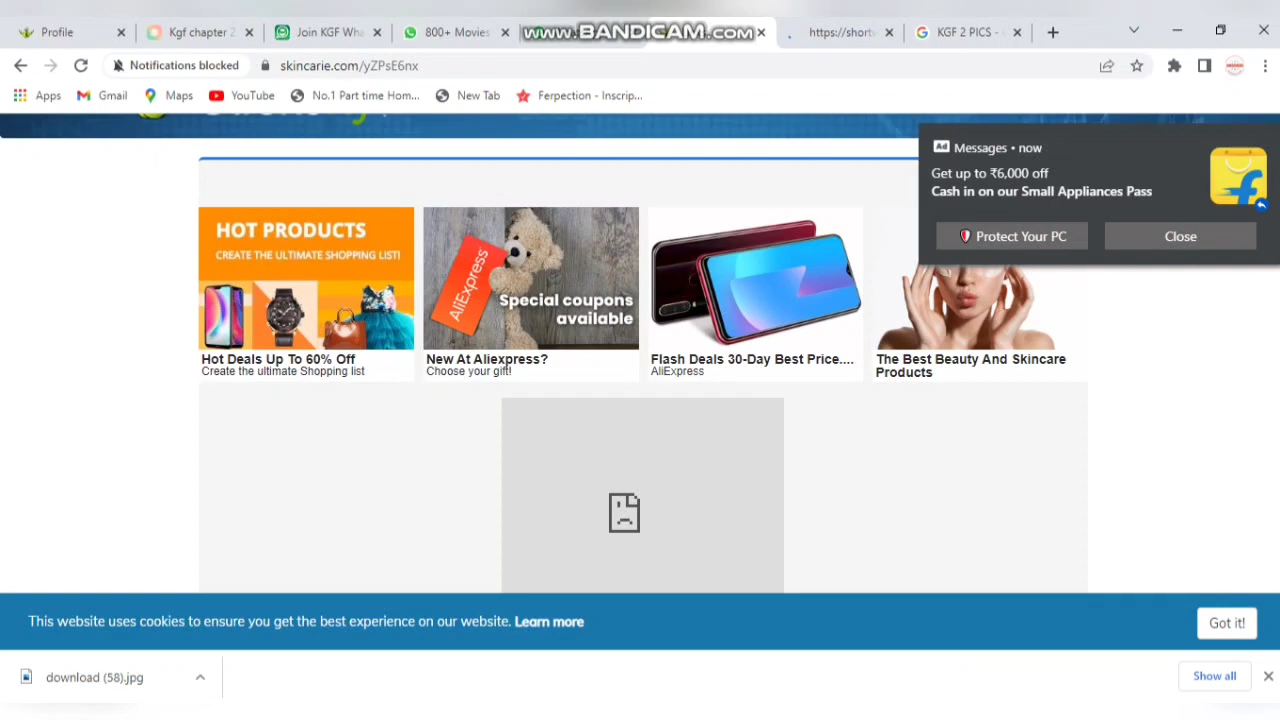 Profile
Kgf chapter 2
Join KGF Wha
800+ Movies
WWW.BANDICAM.COM
https://short
KGF 2 PICS -
Notifications blocked
skincarie.com/yZPsE6nx
Apps
Gmail
Maps
YouTube
No.1 Part time Hom...
New Tab
Ferpection - Inscrip...
Ad Messages • now
Get up to ₹6,000 off
Cash in on our Small Appliances Pass
Protect Your PC
Close
HOT PRODUCTS
CREATE THE ULTIMATE SHOPPING LIST!
AliExpress
Special coupons
available
Hot Deals Up To 60% Off
Create the ultimate Shopping list
New At Aliexpress?
Choose your gift!
Flash Deals 30-Day Best Price....
AliExpress
The Best Beauty And Skincare
Products
This website uses cookies to ensure you get the best experience on our website. Learn more
Got it!
download (58).jpg
Show all